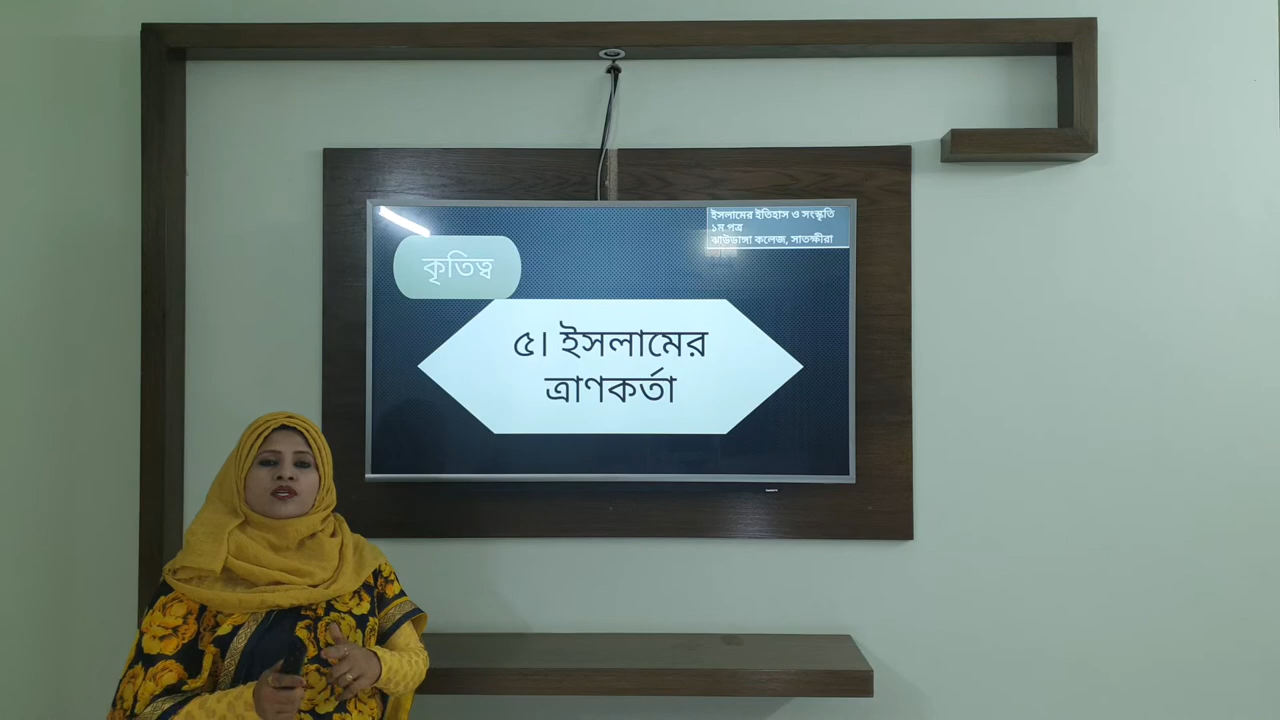 ইসলামের ইতিহাস ও সংস্কৃতি
১ম পত্র
ঝাউডাঙ্গা কলেজ, সাতক্ষীরা
কৃতিত্ব
৫। ইসলামের
ত্রাণকর্তা